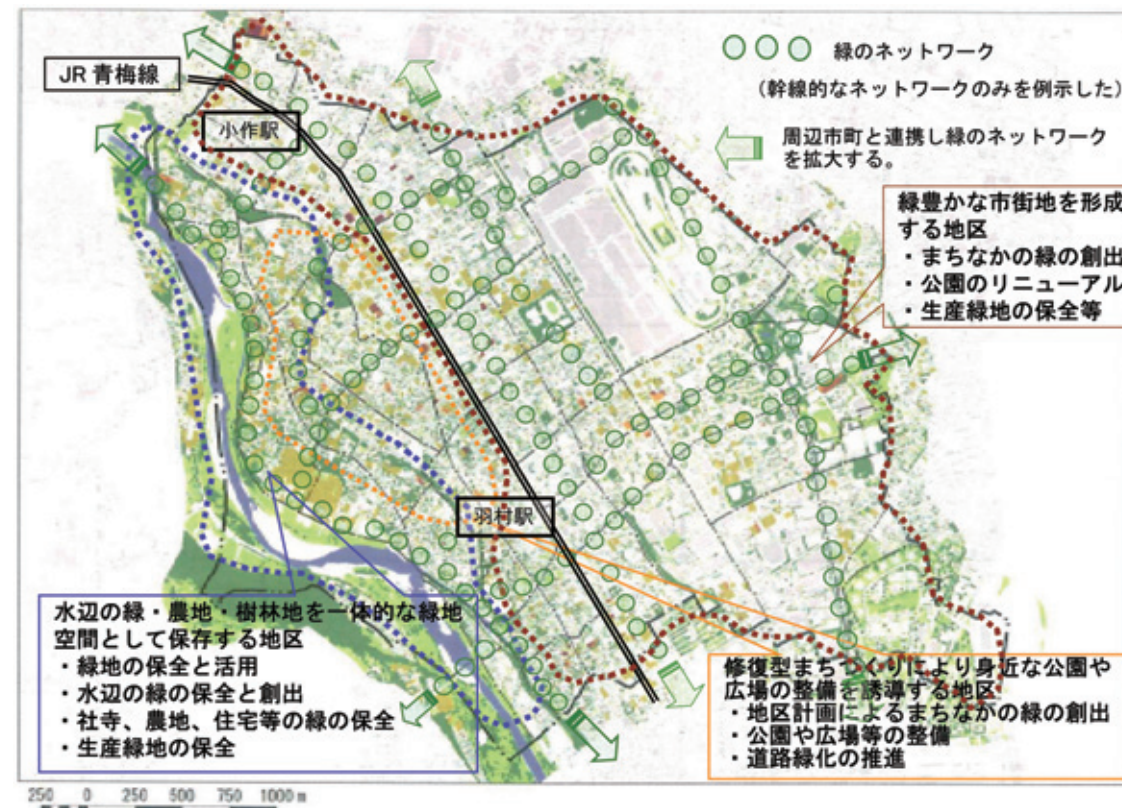 JR 青梅線
小作駅
羽村駅
緑のネットワーク
（幹線的なネットワークのみを例示した）
周辺市町と連携し緑のネットワーク
を拡大する。
緑豊かな市街地を形成
する地区
・まちなかの緑の創出
・公園のリニューアル
・生産緑地の保全等
水辺の緑・農地・樹林地を一体的な緑地
空間として保存する地区
・緑地の保全と活用
・水辺の緑の保全と創出
・社寺、農地、住宅等の緑の保全
・生産緑地の保全
修復型まちづくりにより身近な公園や
広場の整備を誘導する地区
・地区計画によるまちなかの緑の創出
・公園や広場等の整備
・道路緑化の推進
250 0 250 500 750 1000 m